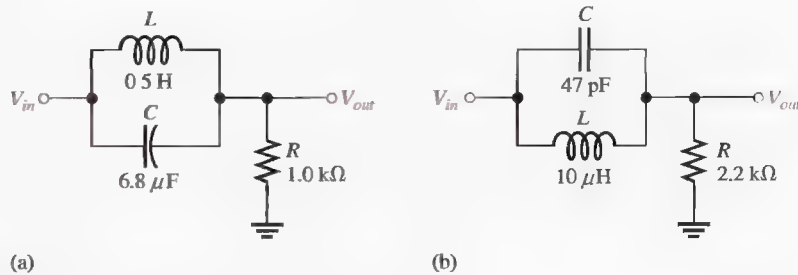 L
0 5 H
V_in
C
6.8 μF
V_out
R
1.0 kΩ
(a)
C
47 pF
V_in
L
10 μH
V_out
R
2.2 kΩ
(b)